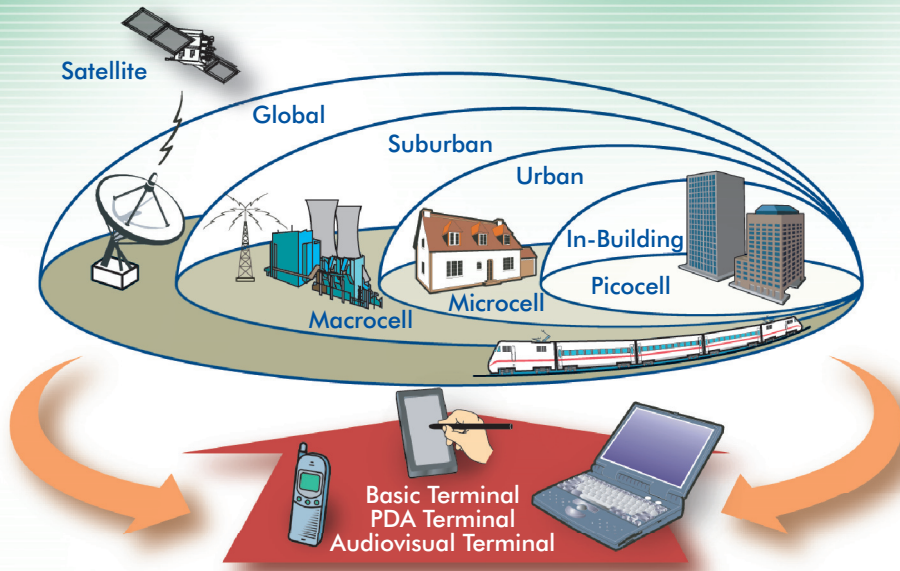 Satellite
Global
Suburban
Urban
In-Building
Picocell
Microcell
Macrocell
Basic Terminal
PDA Terminal
Audiovisual Terminal